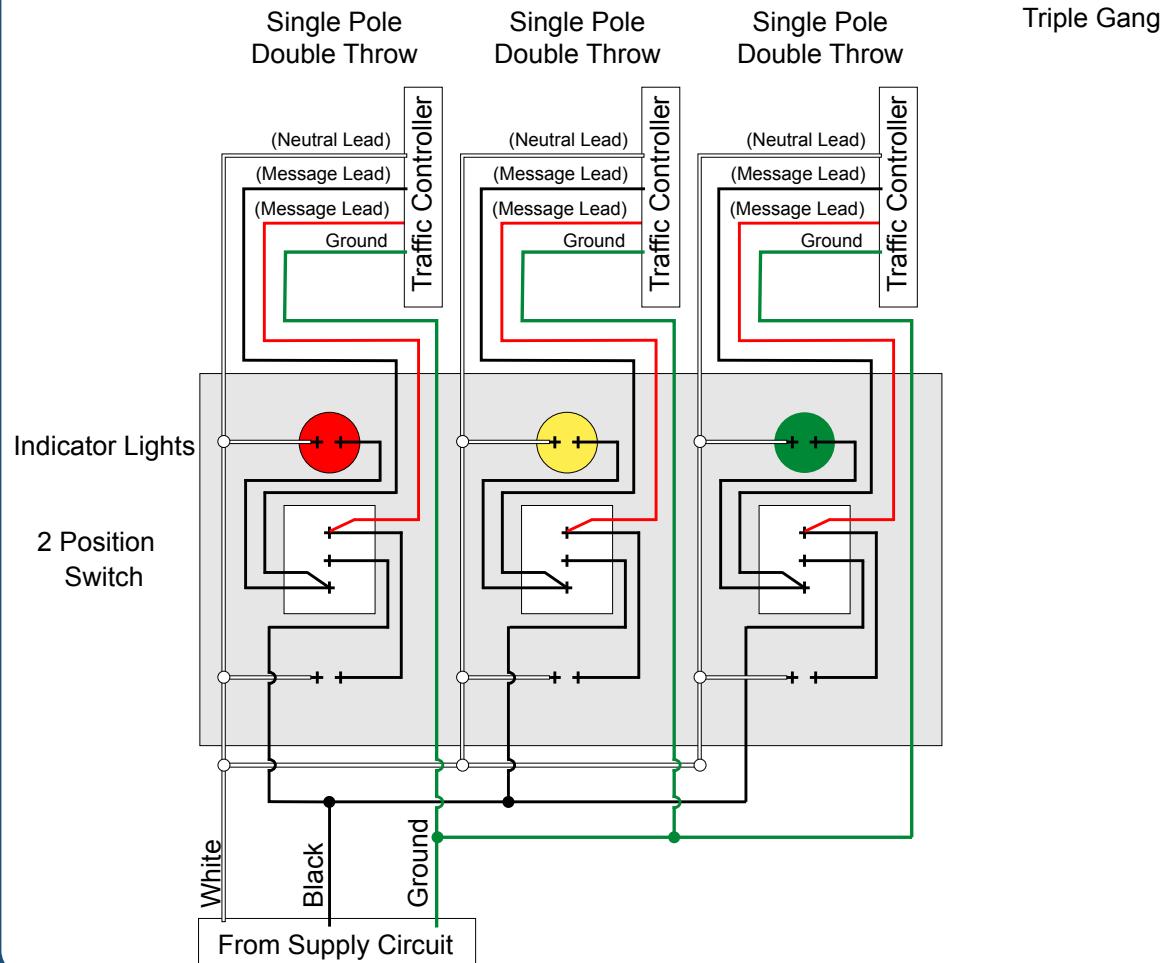 Single Pole
Double Throw
Single Pole
Double Throw
Single Pole
Double Throw
Triple Gang
(Neutral Lead)
(Message Lead)
(Message Lead)
Ground
Traffic Controller
(Neutral Lead)
(Message Lead)
(Message Lead)
Ground
Traffic Controller
(Neutral Lead)
(Message Lead)
(Message Lead)
Ground
Traffic Controller
Indicator Lights
2 Position
Switch
White
Black
Ground
From Supply Circuit